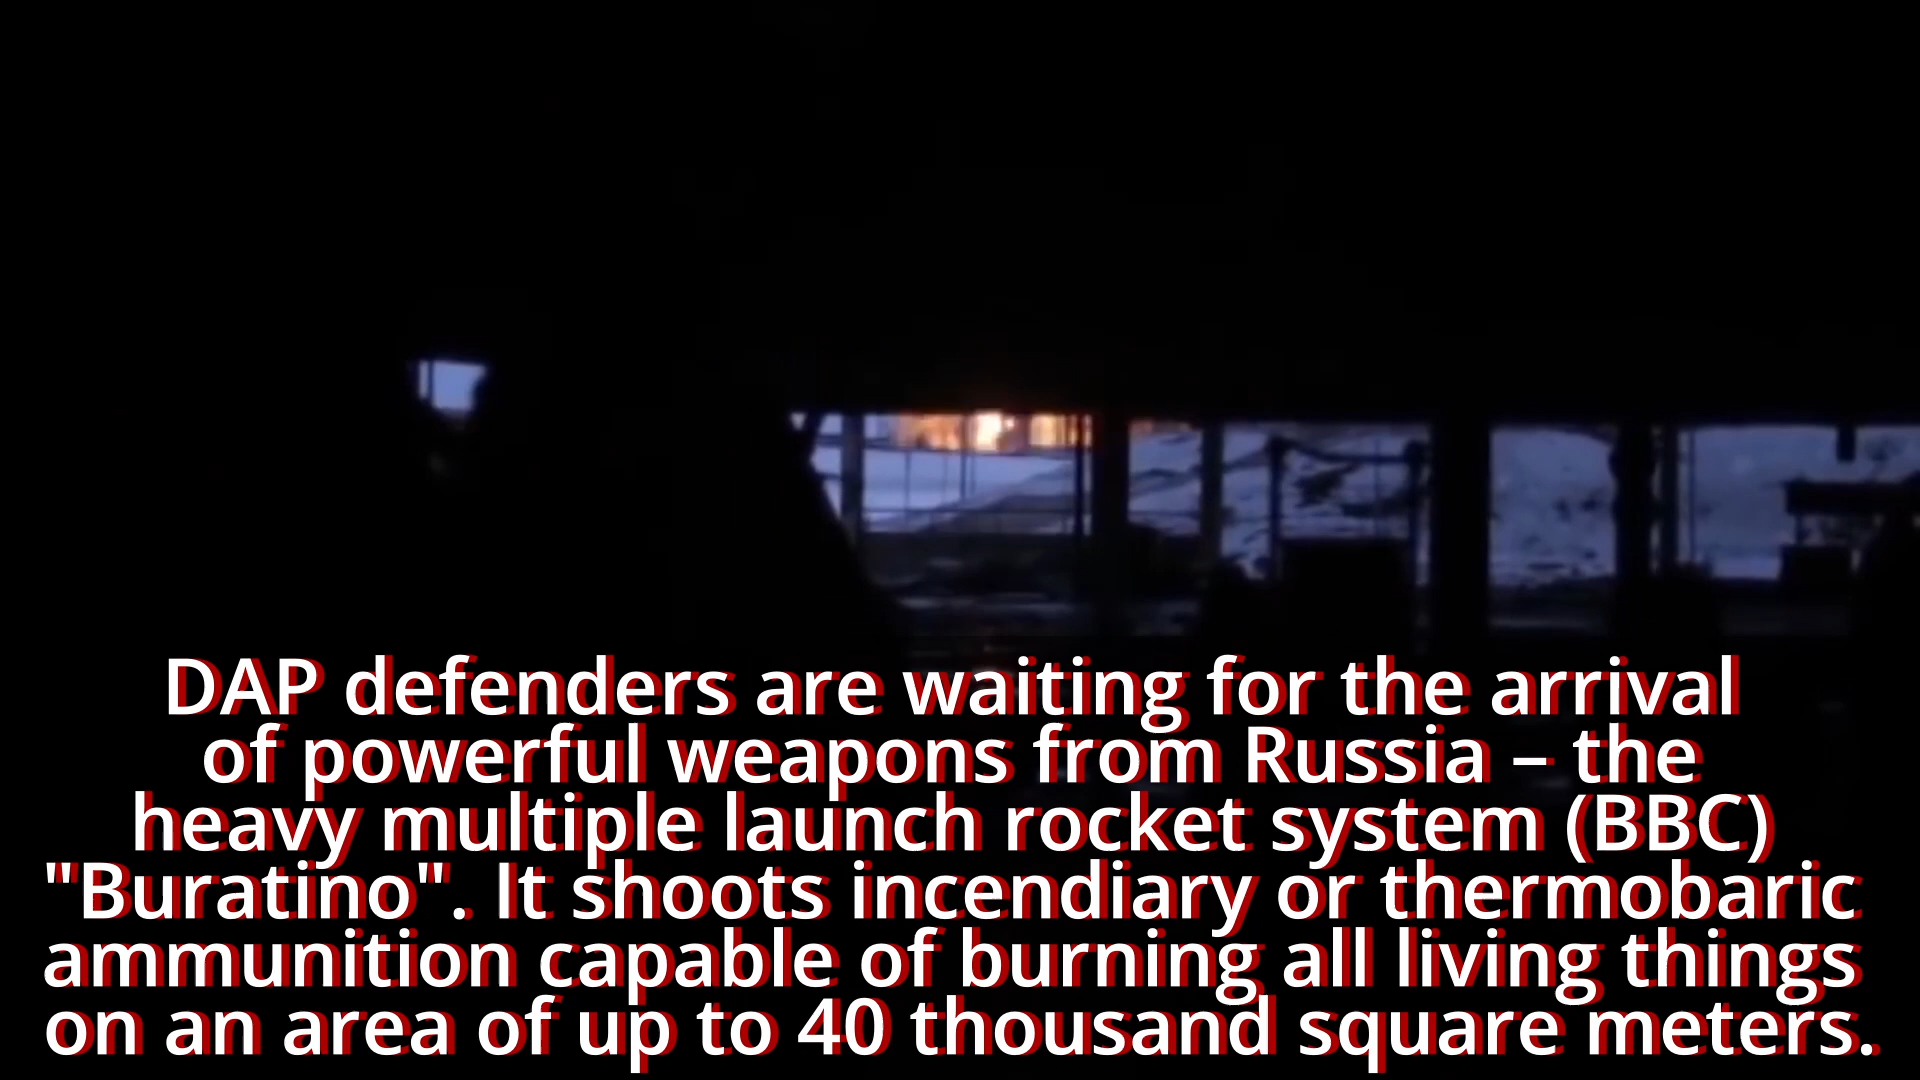 DAP defenders are waiting for the arrival
of powerful weapons from Russia – the
heavy multiple launch rocket system (BBC)
"Buratino". It shoots incendiary or thermobaric
ammunition capable of burning all living things
on an area of up to 40 thousand square meters.